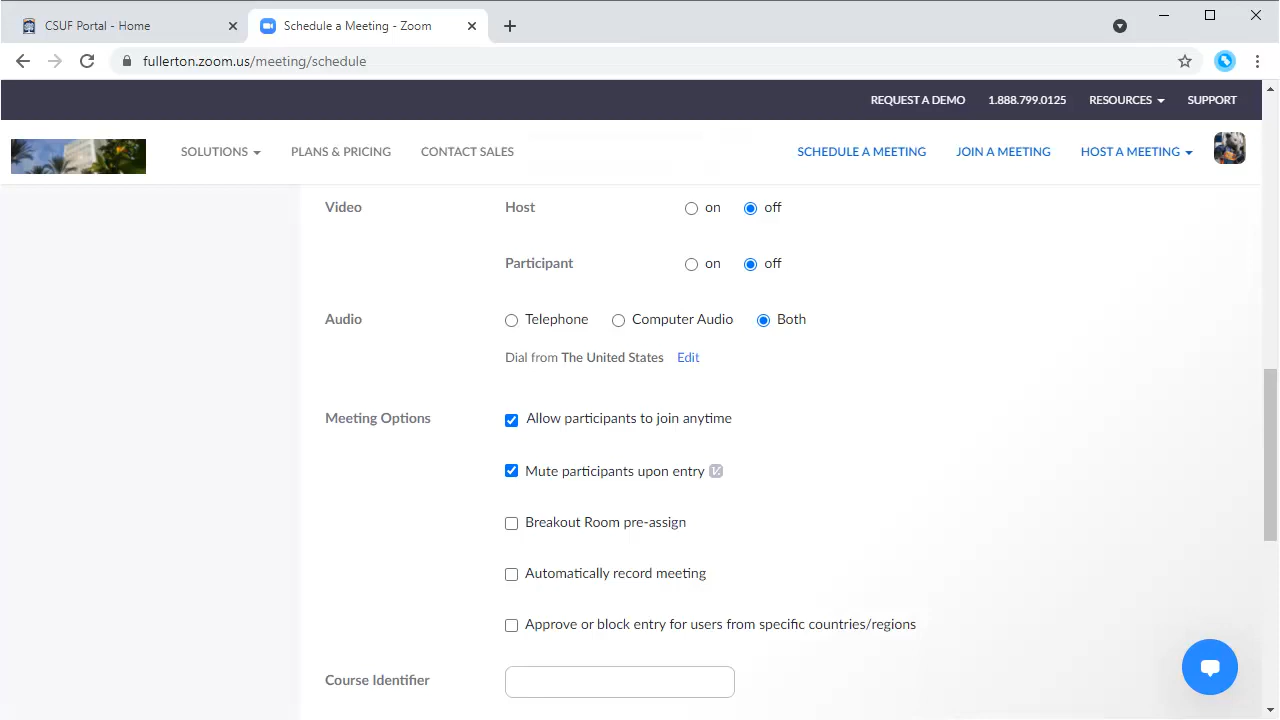 CSUF Portal - Home
Schedule a Meeting - Zoom
fullerton.zoom.us/meeting/schedule
REQUEST A DEMO 1.888.799.0125 RESOURCES SUPPORT
SOLUTIONS PLANS & PRICING CONTACT SALES SCHEDULE A MEETING JOIN A MEETING HOST A MEETING
Video Host on off
Participant on off
Audio Telephone Computer Audio Both
Dial from The United States Edit
Meeting Options Allow participants to join anytime
Mute participants upon entry
Breakout Room pre-assign
Automatically record meeting
Approve or block entry for users from specific countries/regions
Course Identifier